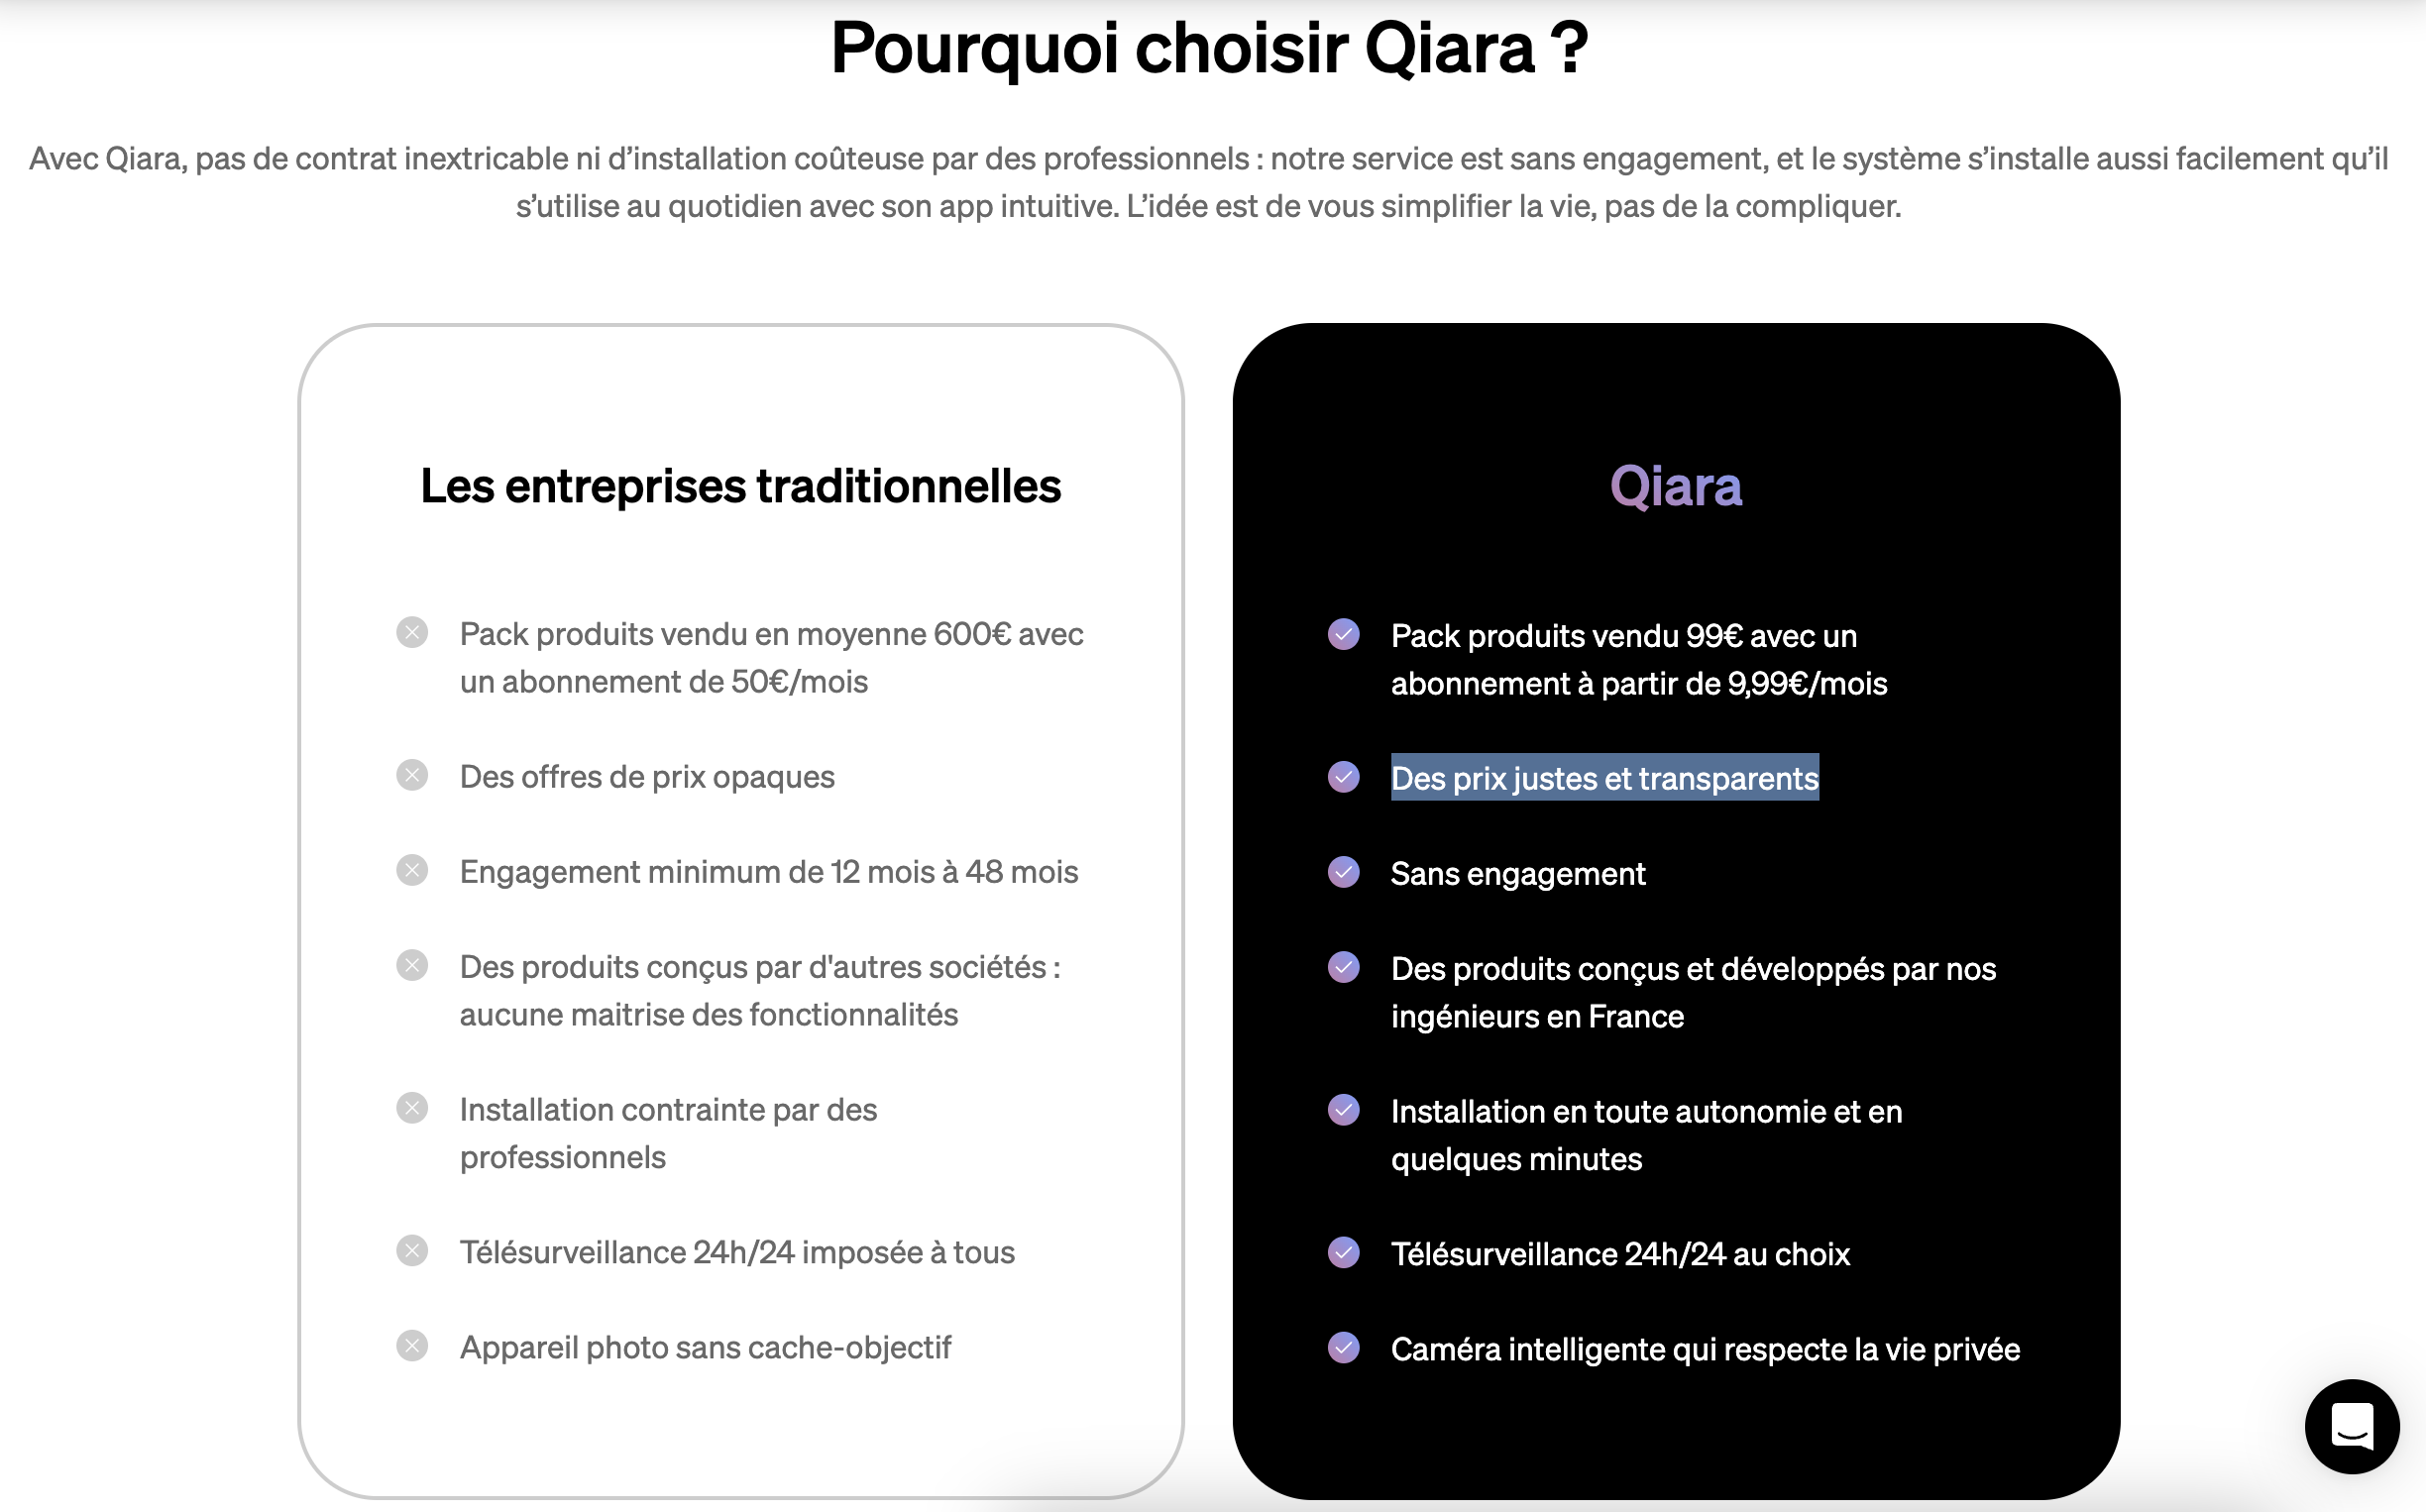 Pourquoi choisir Qiara ?
Avec Qiara, pas de contrat inextricable ni d’installation coûteuse par des professionnels : notre service est sans engagement, et le système s’installe aussi facilement qu’il
s’utilise au quotidien avec son app intuitive. L’idée est de vous simplifier la vie, pas de la compliquer.
Les entreprises traditionnelles
Pack produits vendu en moyenne 600€ avec
un abonnement de 50€/mois
Des offres de prix opaques
Engagement minimum de 12 mois à 48 mois
Des produits conçus par d'autres sociétés :
aucune maitrise des fonctionnalités
Installation contrainte par des
professionnels
Télésurveillance 24h/24 imposée à tous
Appareil photo sans cache-objectif
Qiara
Pack produits vendu 99€ avec un
abonnement à partir de 9,99€/mois
Des prix justes et transparents
Sans engagement
Des produits conçus et développés par nos
ingénieurs en France
Installation en toute autonomie et en
quelques minutes
Télésurveillance 24h/24 au choix
Caméra intelligente qui respecte la vie privée